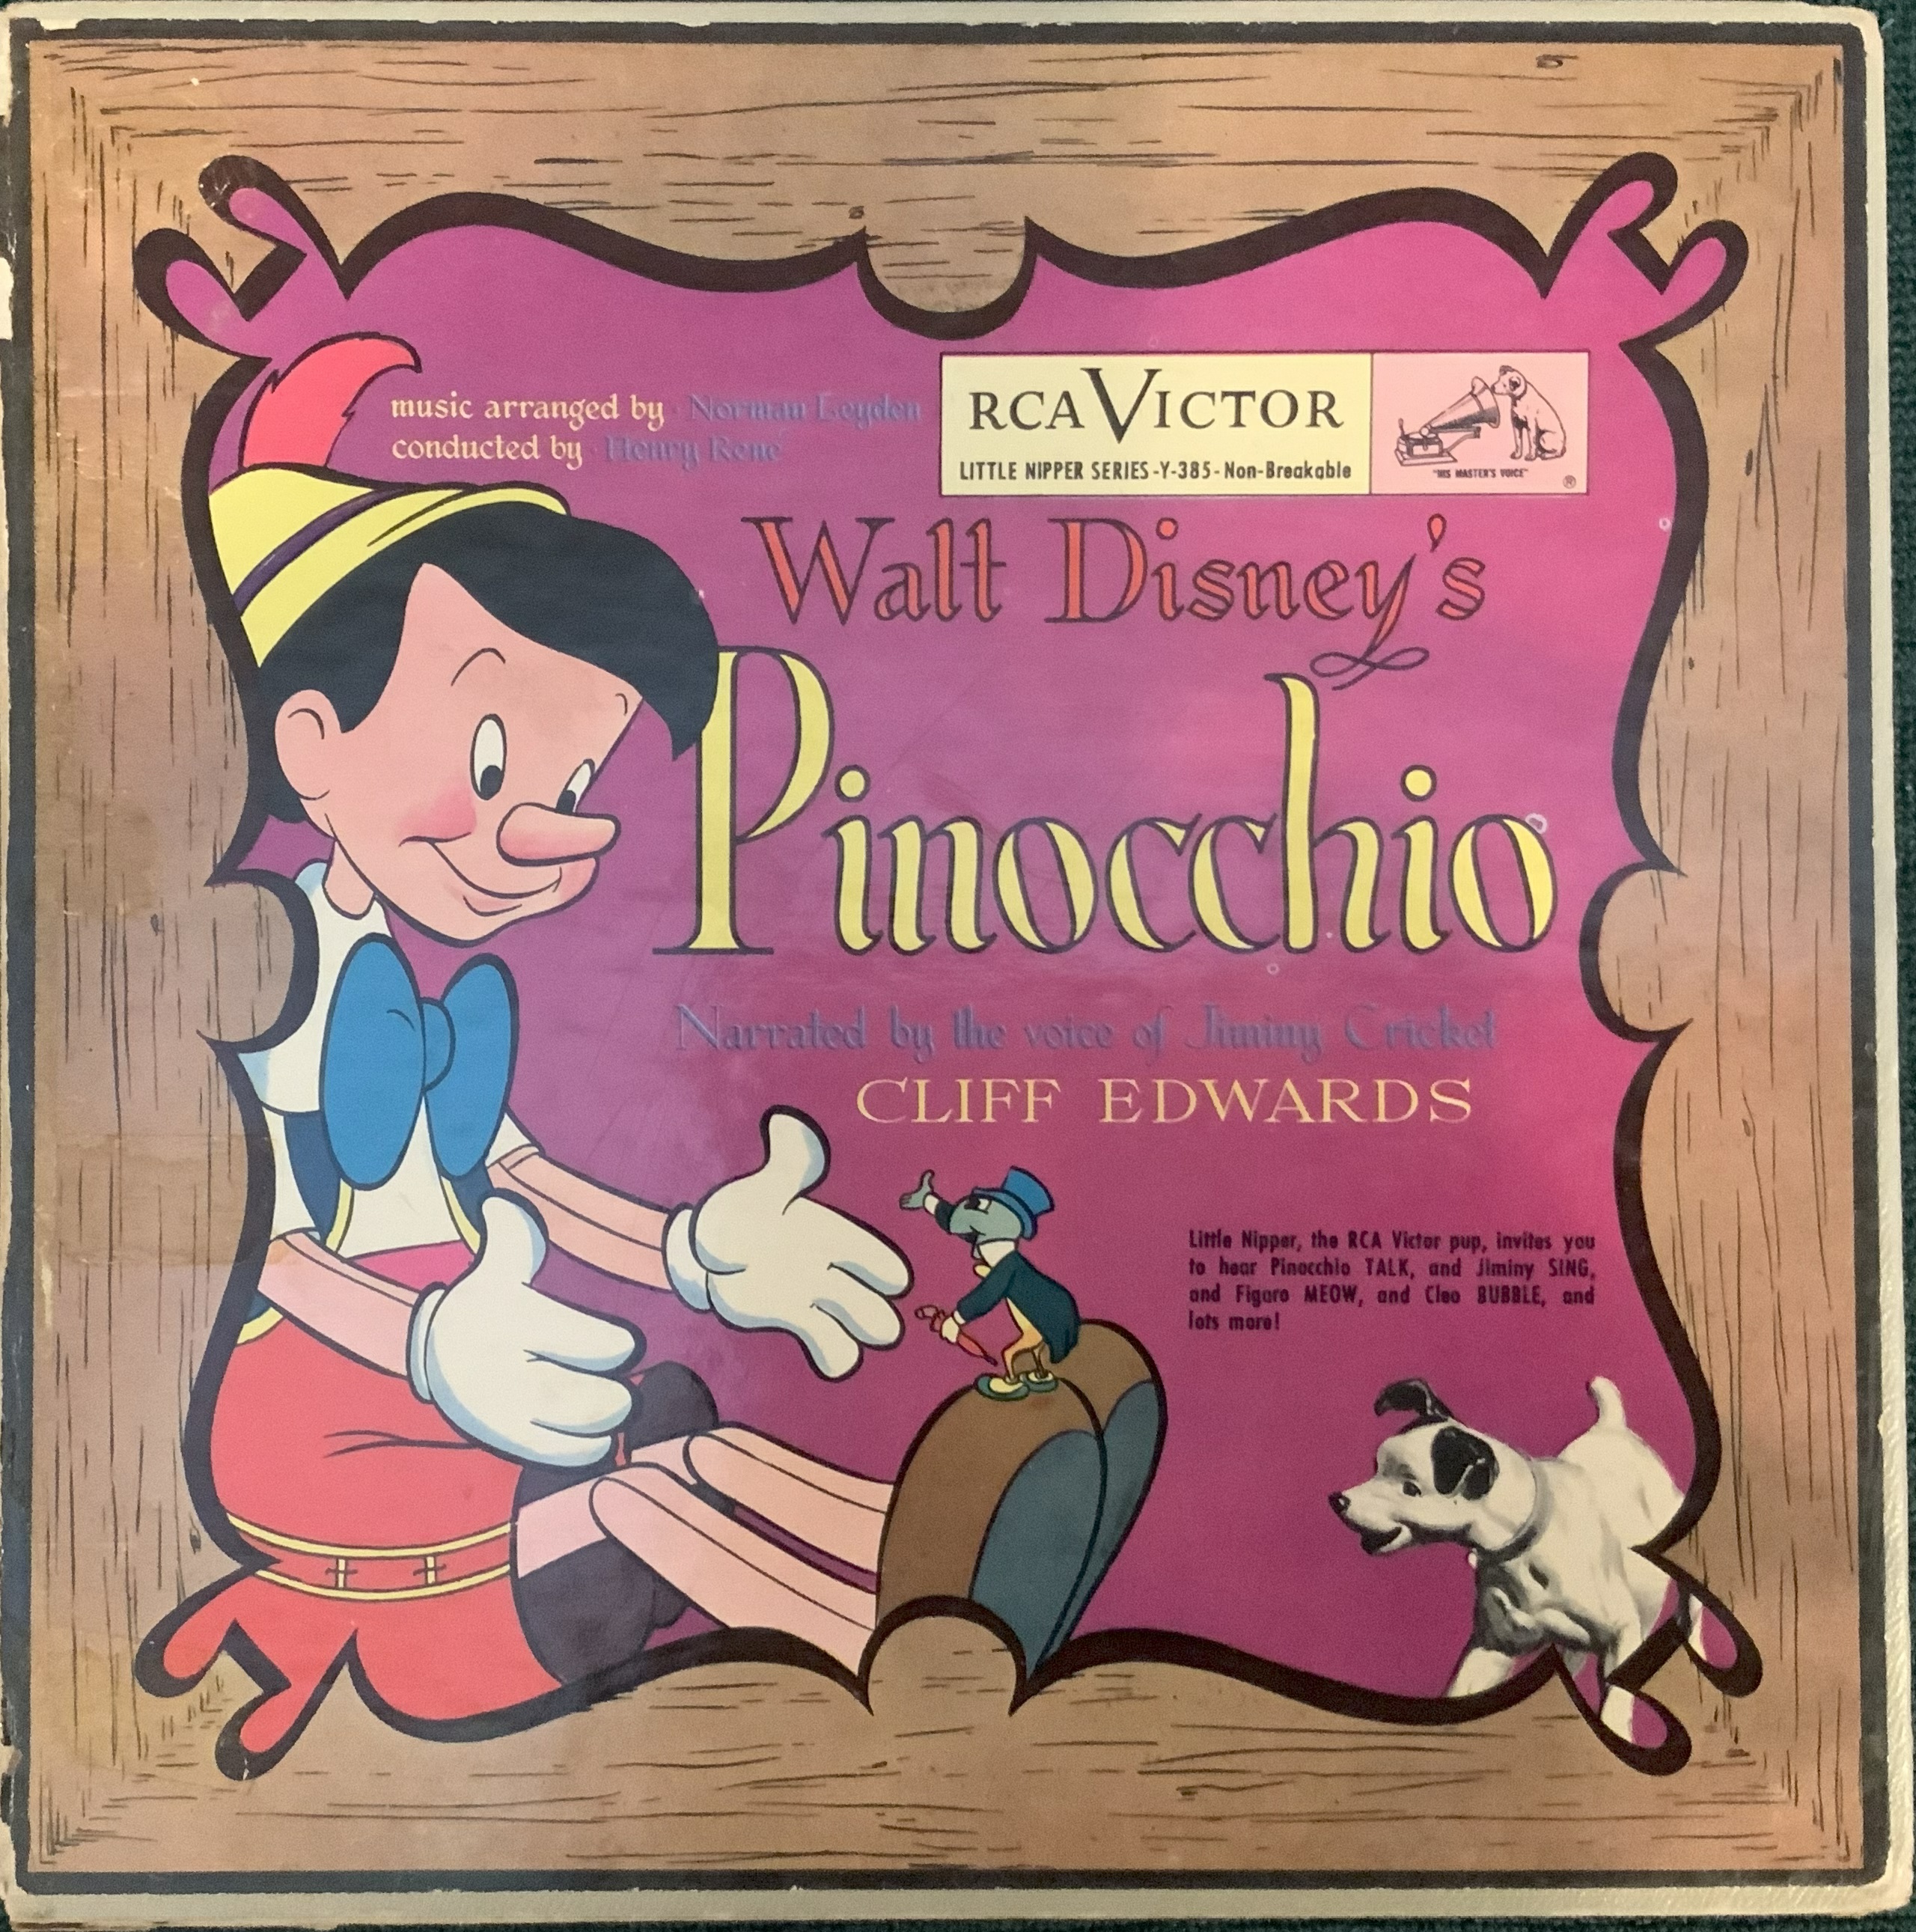 music arranged by Norman Leyden
conducted by Henry René
RCA VICTOR
LITTLE NIPPER SERIES -Y-385- Non-Breakable
"HIS MASTER'S VOICE"
®
Walt Disney's
Pinocchio
Narrated by the voice of Jiminy Cricket
CLIFF EDWARDS
Little Nipper, the RCA Victor pup, invites you
to hear Pinocchio TALK, and Jiminy SING,
and Figaro MEOW, and Cleo BUBBLE, and
lots more!